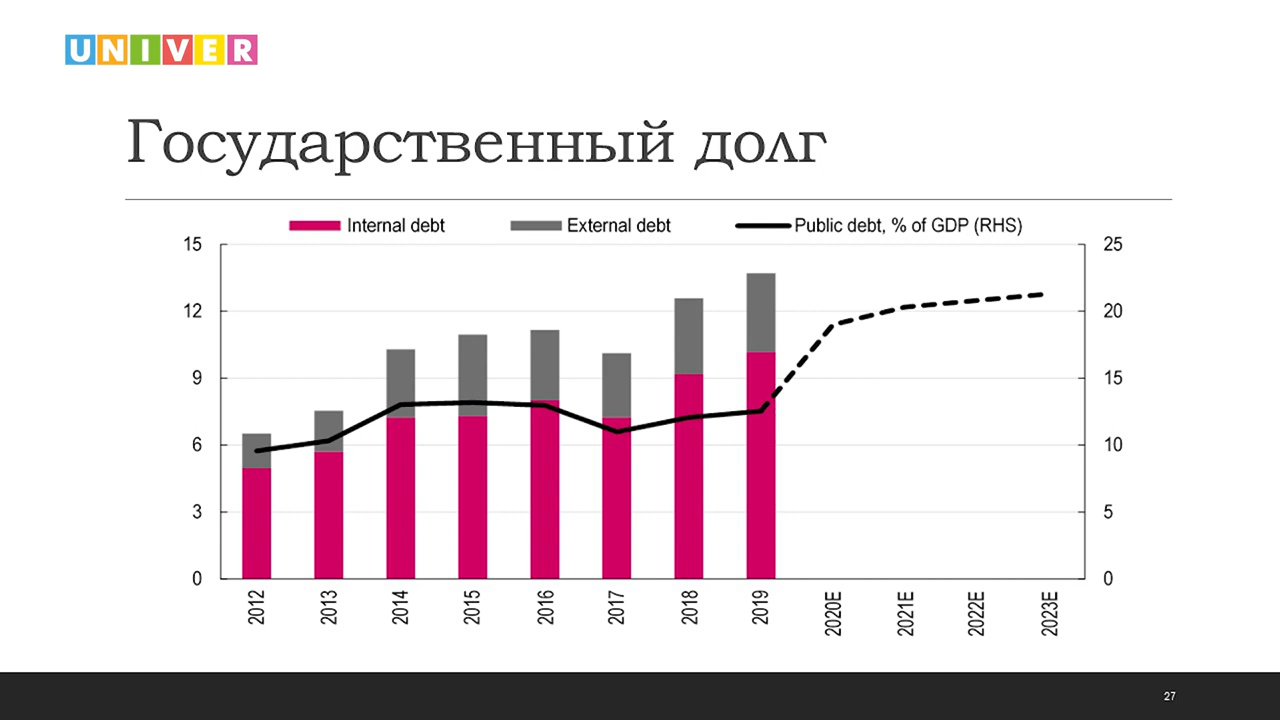 UNIVER
Государственный долг
Internal debt External debt Public debt, % of GDP (RHS)
15 25
12 20
9 15
6 10
3 5
0 0
2012 2013 2014 2015 2016 2017 2018 2019 2020E 2021E 2022E 2023E
27